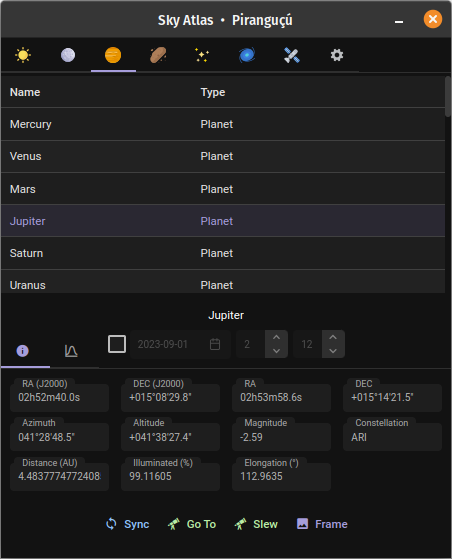 Sky Atlas • Piranguçú
Name Type
Mercury Planet
Venus Planet
Mars Planet
Jupiter Planet
Saturn Planet
Uranus Planet
Jupiter
2023-09-01 2 12
RA (J2000) DEC (J2000) RA DEC
02h52m40.0s +015°08'29.8" 02h53m58.6s +015°14'21.5"
Azimuth Altitude Magnitude Constellation
041°28'48.5" +041°38'27.4" -2.59 ARI
Distance (AU) Illuminated (%) Elongation (°)
4.4837774772408 99.11605 112.9635
Sync Go To Slew Frame